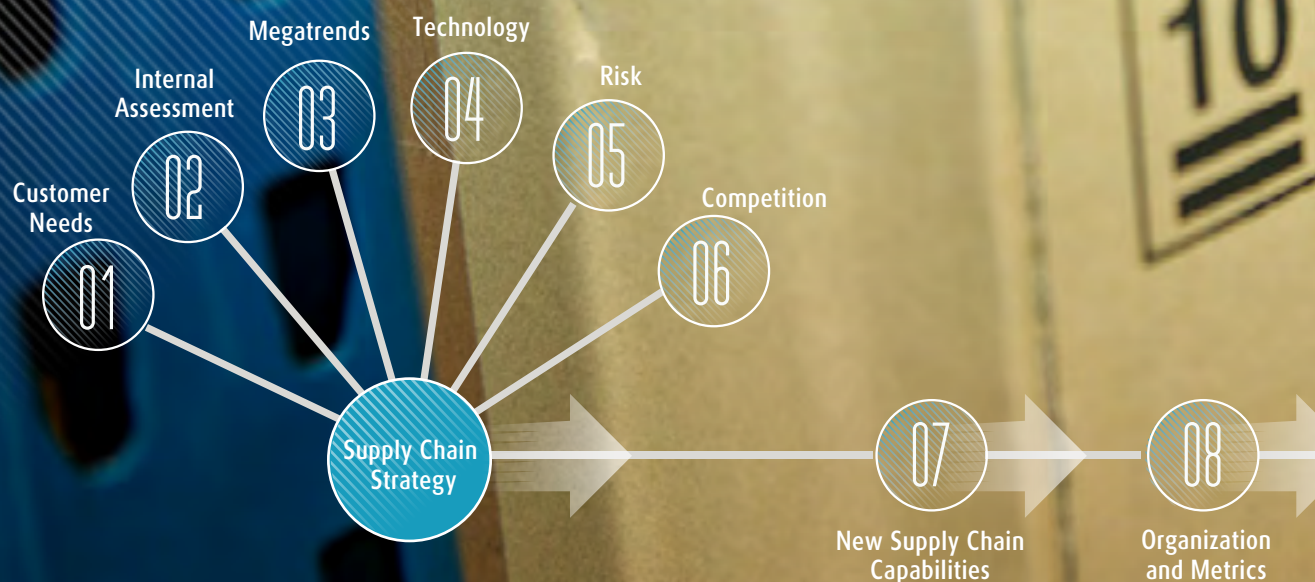 Megatrends
Technology
Internal
Assessment
Risk
Customer
Needs
Competition
01
02
03
04
05
06
10
Supply Chain
Strategy
07
08
New Supply Chain
Capabilities
Organization
and Metrics